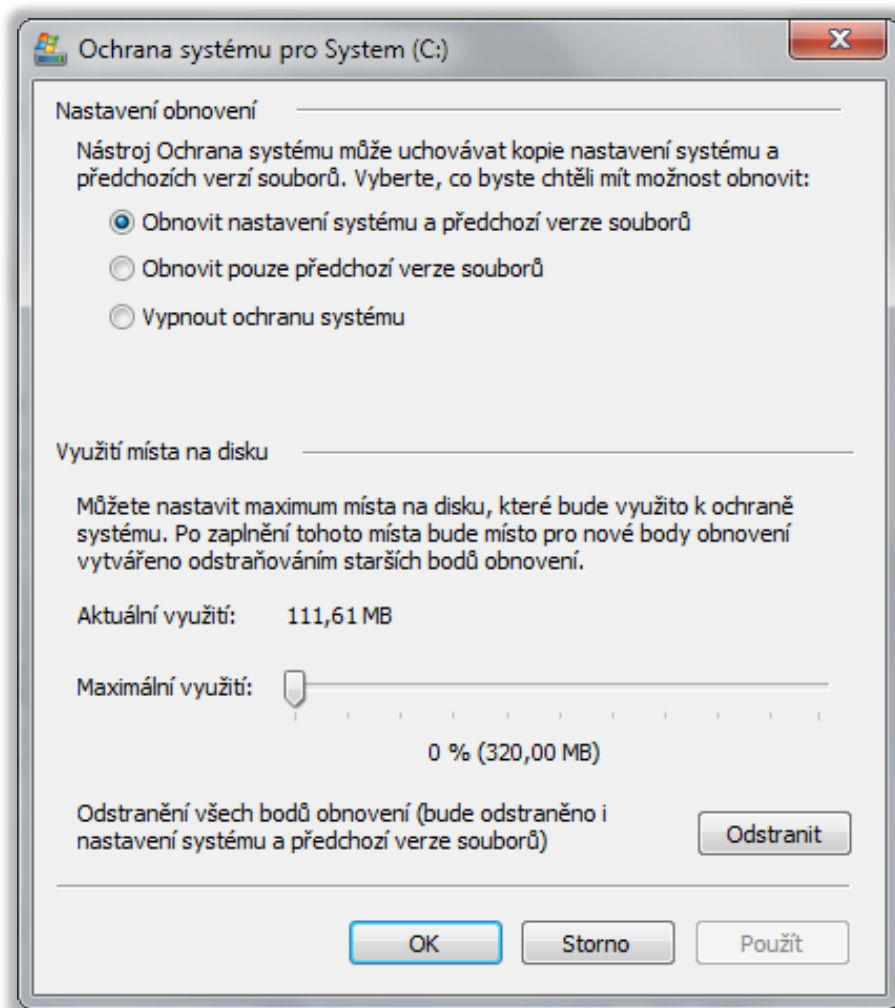 Ochrana systému pro System (C:)
Nastavení obnovení
Nástroj Ochrana systému může uchovávat kopie nastavení systému a
předchozích verzí souborů. Vyberte, co byste chtěli mít možnost obnovit:
Obnovit nastavení systému a předchozí verze souborů
Obnovit pouze předchozí verze souborů
Vypnout ochranu systému
Využití místa na disku
Můžete nastavit maximum místa na disku, které bude využito k ochraně
systému. Po zaplnění tohoto místa bude místo pro nové body obnovení
vytvářeno odstraňováním starších bodů obnovení.
Aktuální využití: 111,61 MB
Maximální využití:
0 % (320,00 MB)
Odstranění všech bodů obnovení (bude odstraněno i
nastavení systému a předchozí verze souborů)
Odstranit
OK Storno Použít